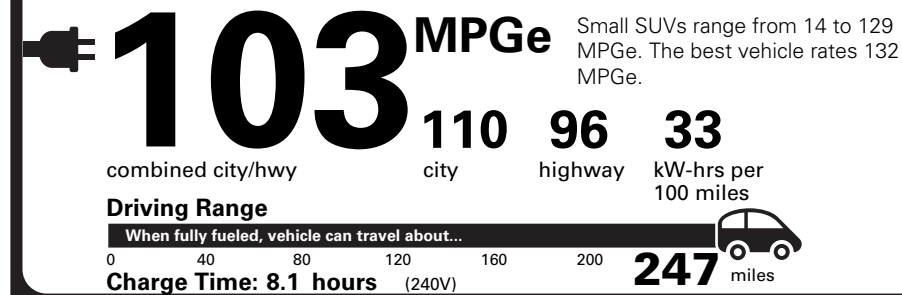 103 MPGe
Small SUVs range from 14 to 129
MPGe. The best vehicle rates 132
MPGe.
110 96 33
combined city/hwy city highway kW-hrs per
100 miles
Driving Range
When fully fueled, vehicle can travel about...
0 40 80 120 160 200 247 miles
Charge Time: 8.1 hours (240V)